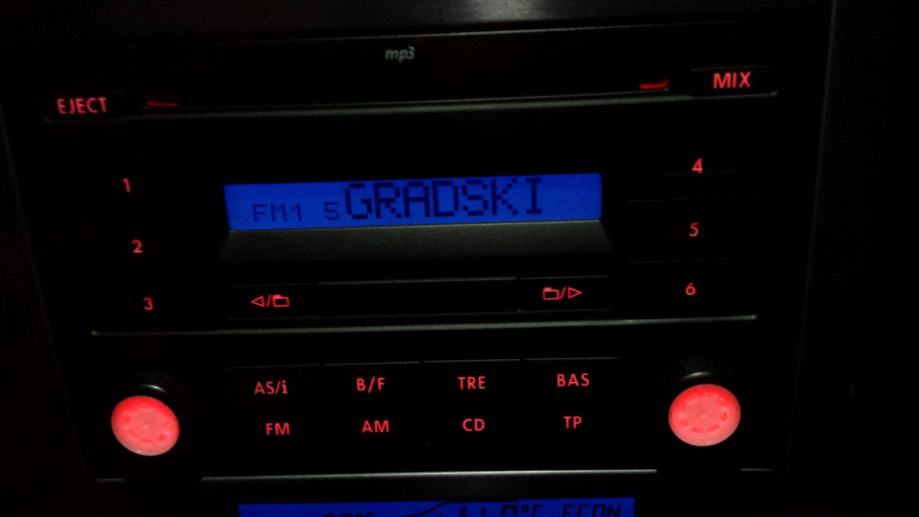 mp3
EJECT MIX
1 4
FM1 5 GRADSKI
2 5
3 6
AS/i B/F TRE BAS
FM AM CD TP
ECON